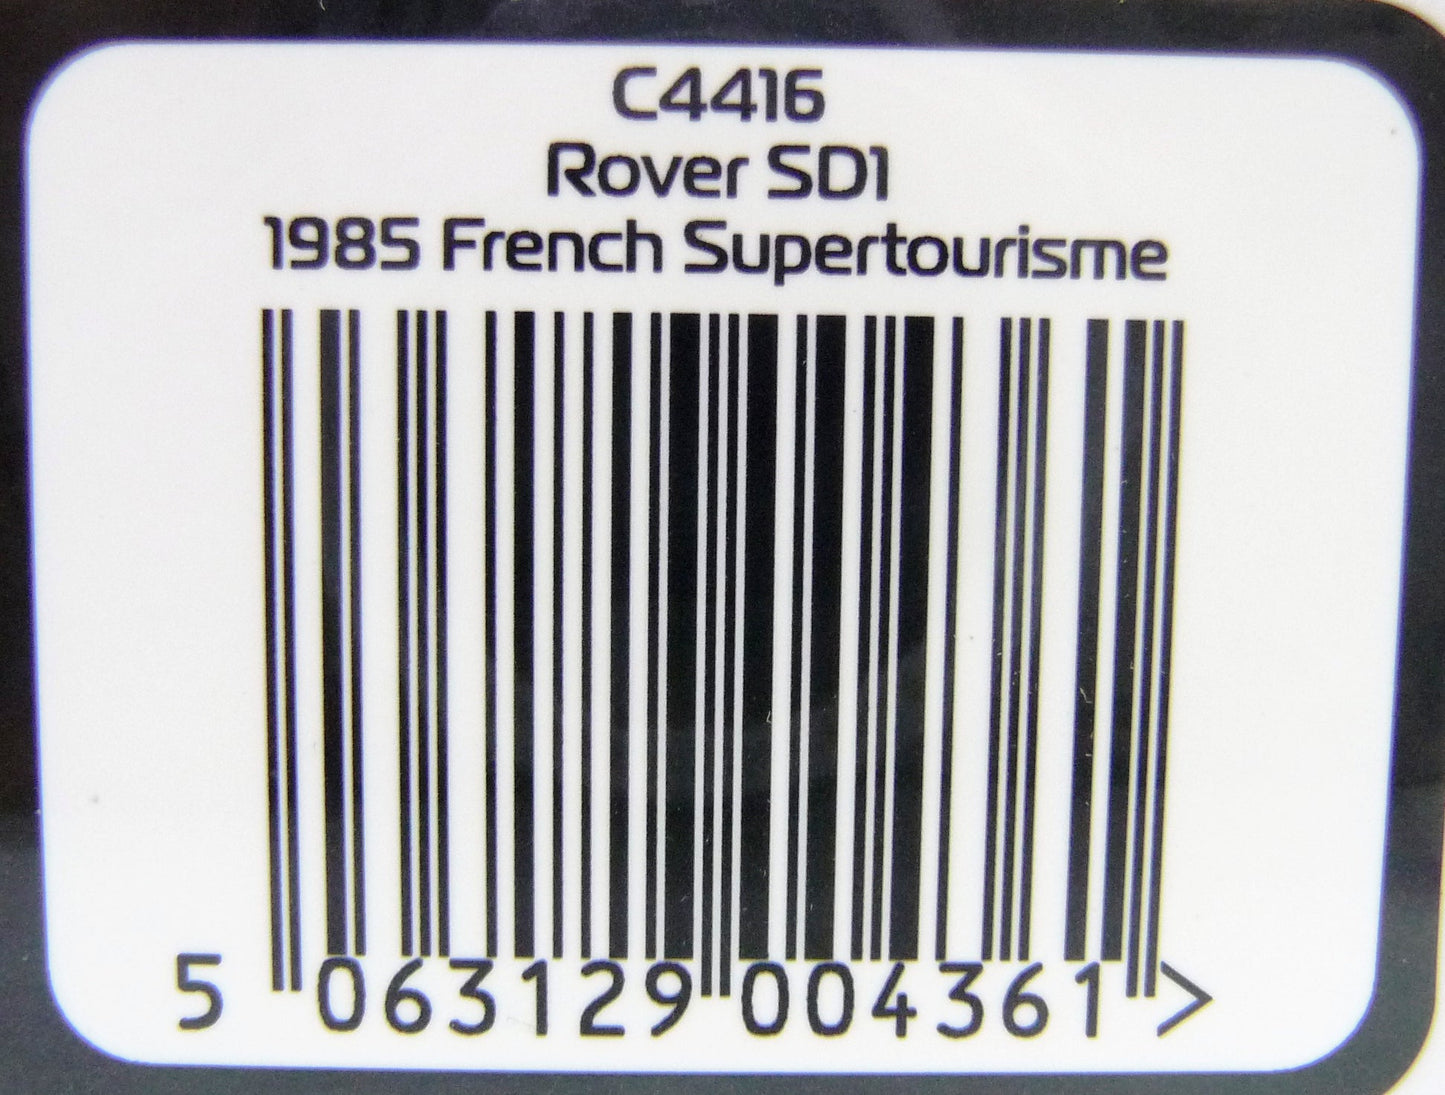 C4416
Rover SD1
1985 French Supertourisme
5 063129 004361 >